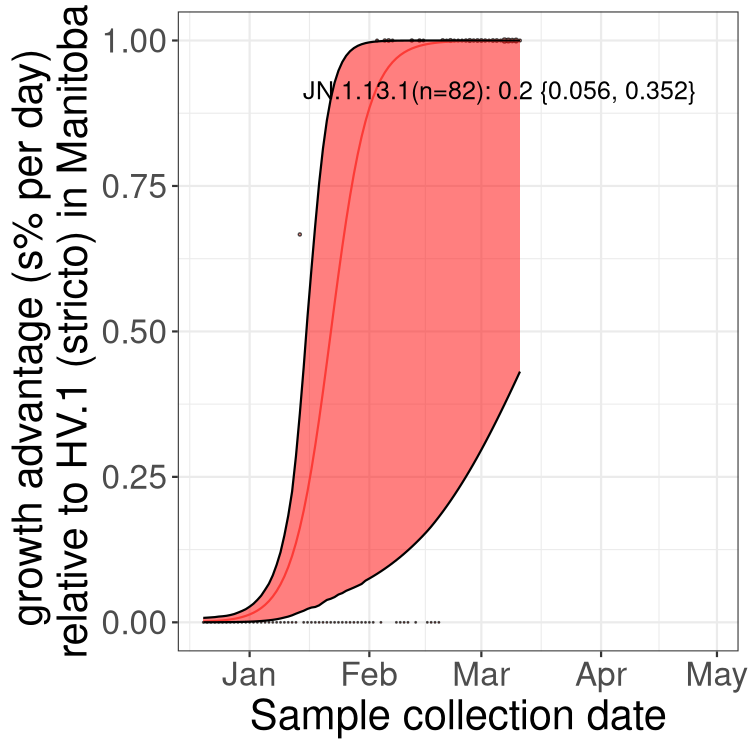 growth advantage (s% per day)
relative to HV.1 (stricto) in Manitoba
1.00
0.75
0.50
0.25
0.00
JN.1.13.1(n=82): 0.2 {0.056, 0.352}
Jan Feb Mar Apr May
Sample collection date